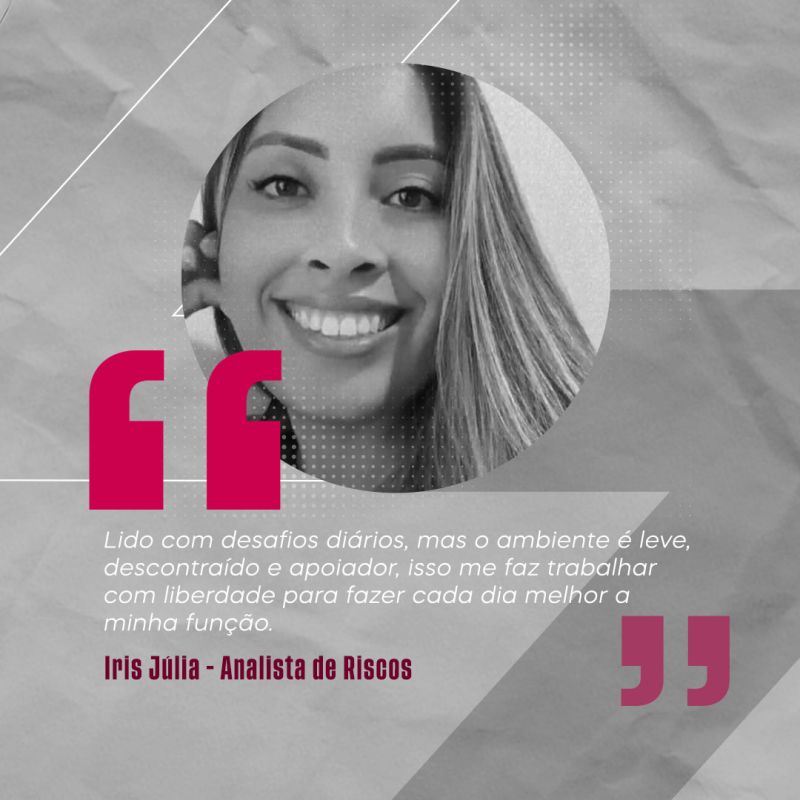 Lido com desafios diários, mas o ambiente é leve,
descontraído e apoiador, isso me faz trabalhar
com liberdade para fazer cada dia melhor a
minha função.
Iris Júlia - Analista de Riscos